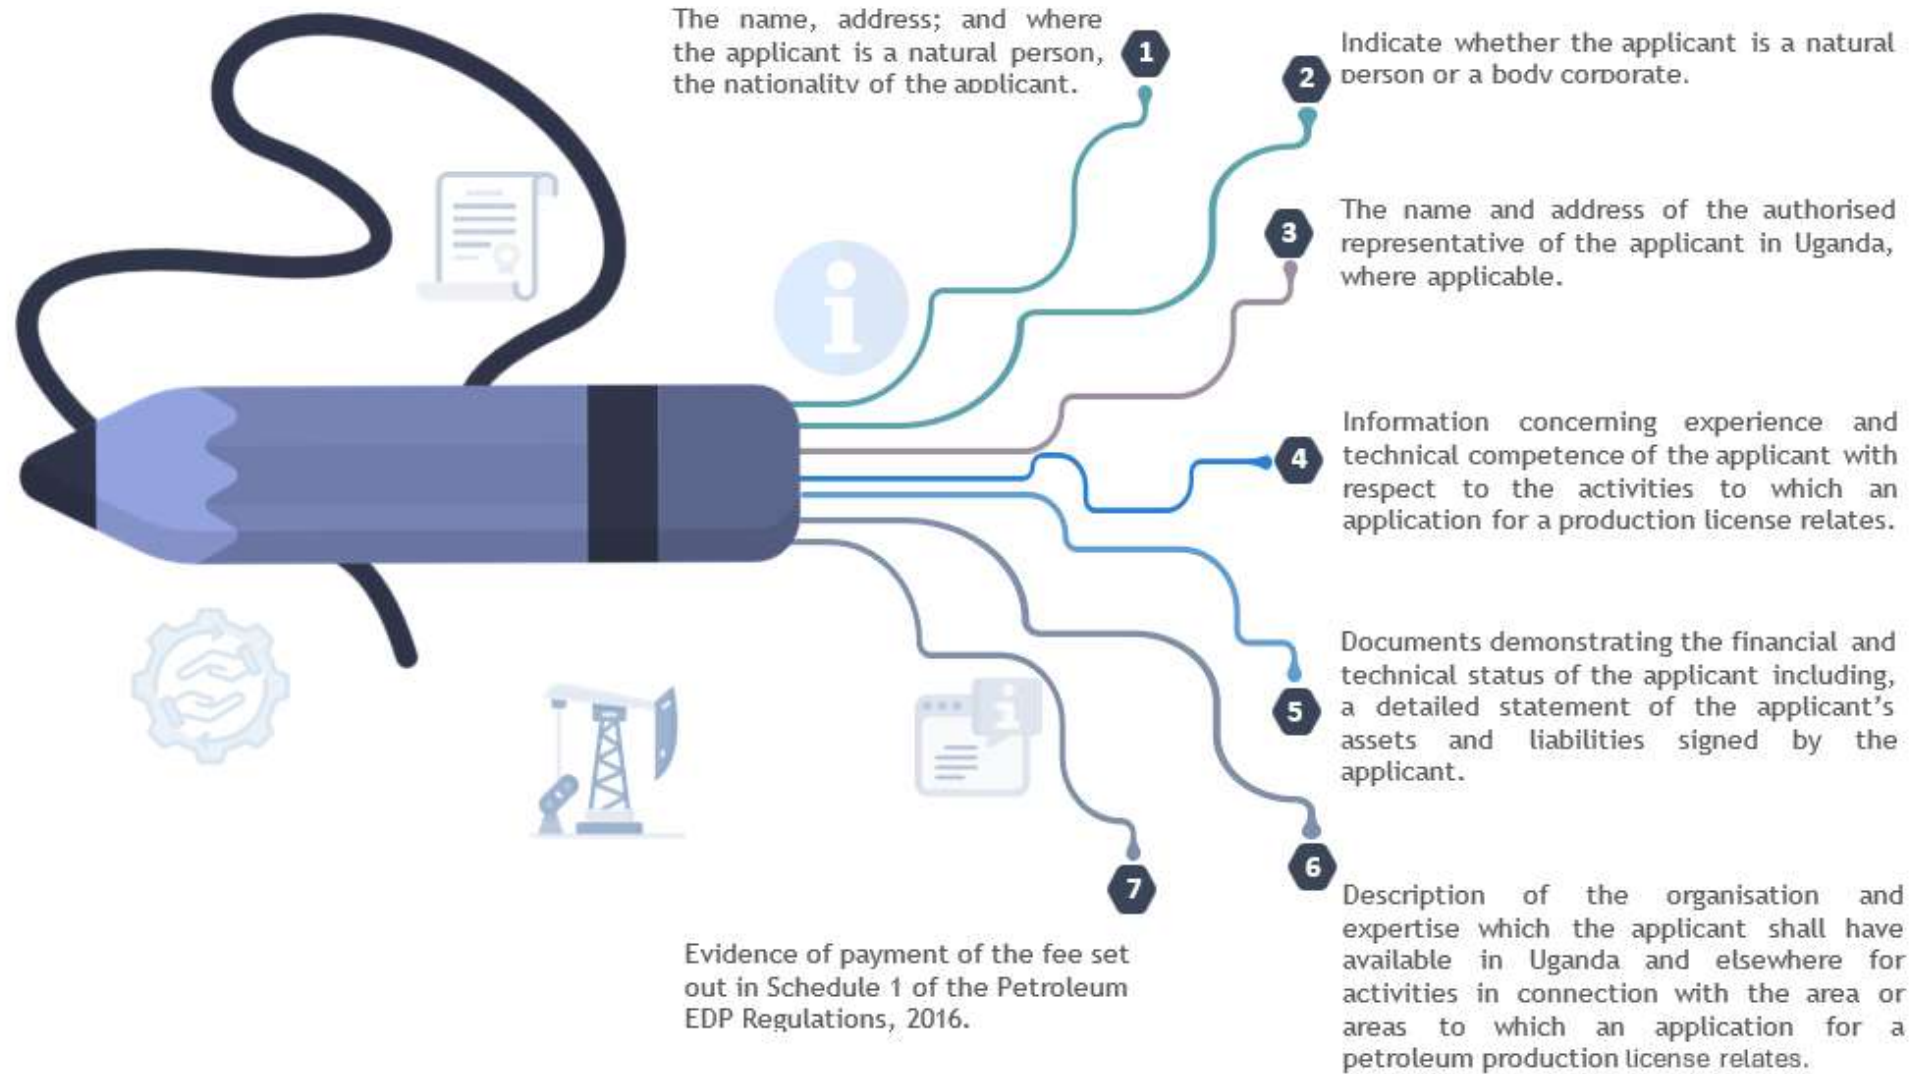 The name, address; and where
the applicant is a natural person,
the nationality of the applicant.
1
2
Indicate whether the applicant is a natural
person or a body corporate.
3
The name and address of the authorised
representative of the applicant in Uganda,
where applicable.
4
Information concerning experience and
technical competence of the applicant with
respect to the activities to which an
application for a production license relates.
5
Documents demonstrating the financial and
technical status of the applicant including,
a detailed statement of the applicant's
assets and liabilities signed by the
applicant.
6
Description of the organisation and
expertise which the applicant shall have
available in Uganda and elsewhere for
activities in connection with the area or
areas to which an application for a
petroleum production license relates.
7
Evidence of payment of the fee set
out in Schedule 1 of the Petroleum
EDP Regulations, 2016.